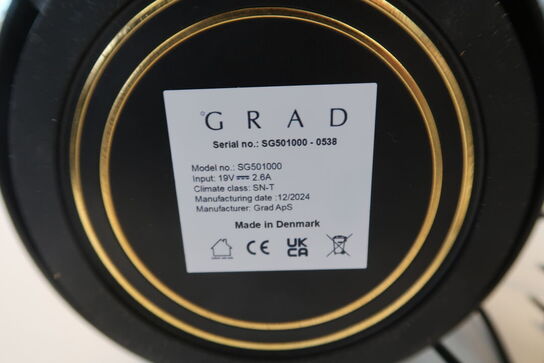 °GRAD
Serial no.: SG501000 - 0538
Model no.: SG501000
Input: 19V ⎓ 2.6A
Climate class: SN-T
Manufacturing date :12/2024
Manufacturer: Grad ApS
Made in Denmark
CE UK CA